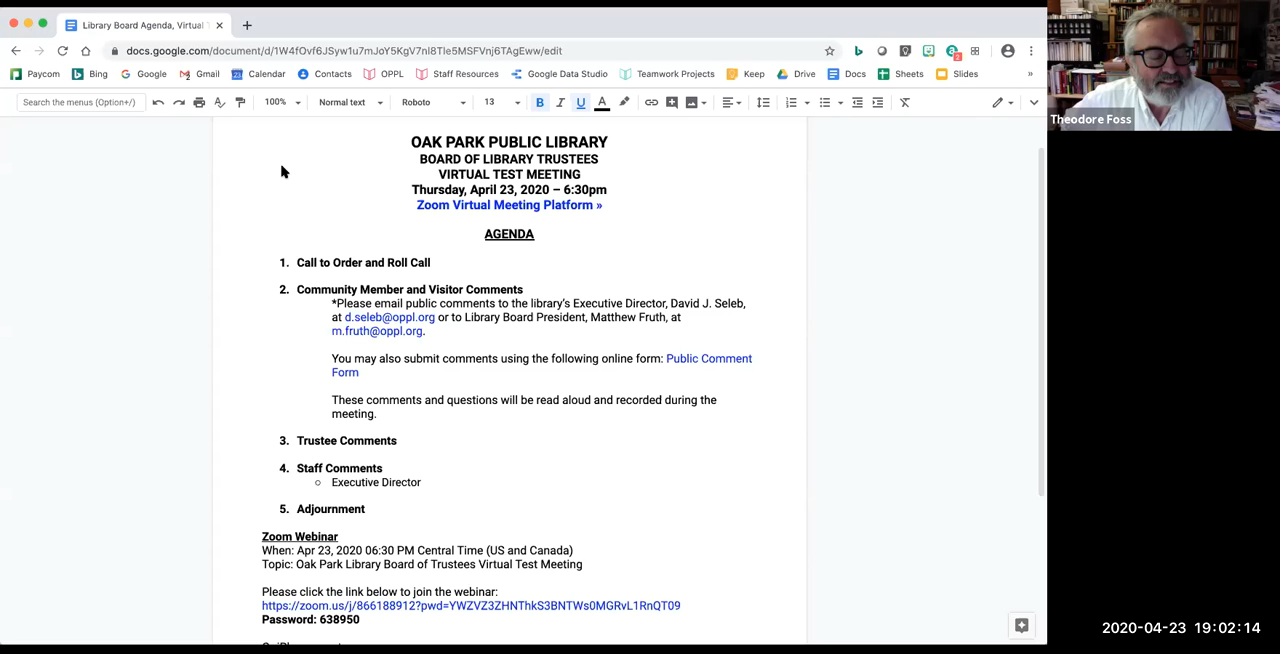 Library Board Agenda, Virtual
docs.google.com/document/d/1W4fOvf6JSyw1u7mJoY5KgV7nl8Tle5MSFVnj6TAgEww/edit
Paycom Bing Google Gmail Calendar Contacts OPPL Staff Resources Google Data Studio Teamwork Projects Keep Drive Docs Sheets Slides »
Search the menus (Option+/) 100% Normal text Roboto 13 B I U A
OAK PARK PUBLIC LIBRARY
BOARD OF LIBRARY TRUSTEES
VIRTUAL TEST MEETING
Thursday, April 23, 2020 – 6:30pm
Zoom Virtual Meeting Platform »
AGENDA
1. Call to Order and Roll Call
2. Community Member and Visitor Comments
*Please email public comments to the library's Executive Director, David J. Seleb,
at d.seleb@oppl.org or to Library Board President, Matthew Fruth, at
m.fruth@oppl.org.
You may also submit comments using the following online form: Public Comment
Form
These comments and questions will be read aloud and recorded during the
meeting.
3. Trustee Comments
4. Staff Comments
○ Executive Director
5. Adjournment
Zoom Webinar
When: Apr 23, 2020 06:30 PM Central Time (US and Canada)
Topic: Oak Park Library Board of Trustees Virtual Test Meeting
Please click the link below to join the webinar:
https://zoom.us/j/866188912?pwd=YWZVZ3ZHNThkS3BNTWs0MGRvL1RnQT09
Password: 638950
Theodore Foss
2020-04-23 19:02:14